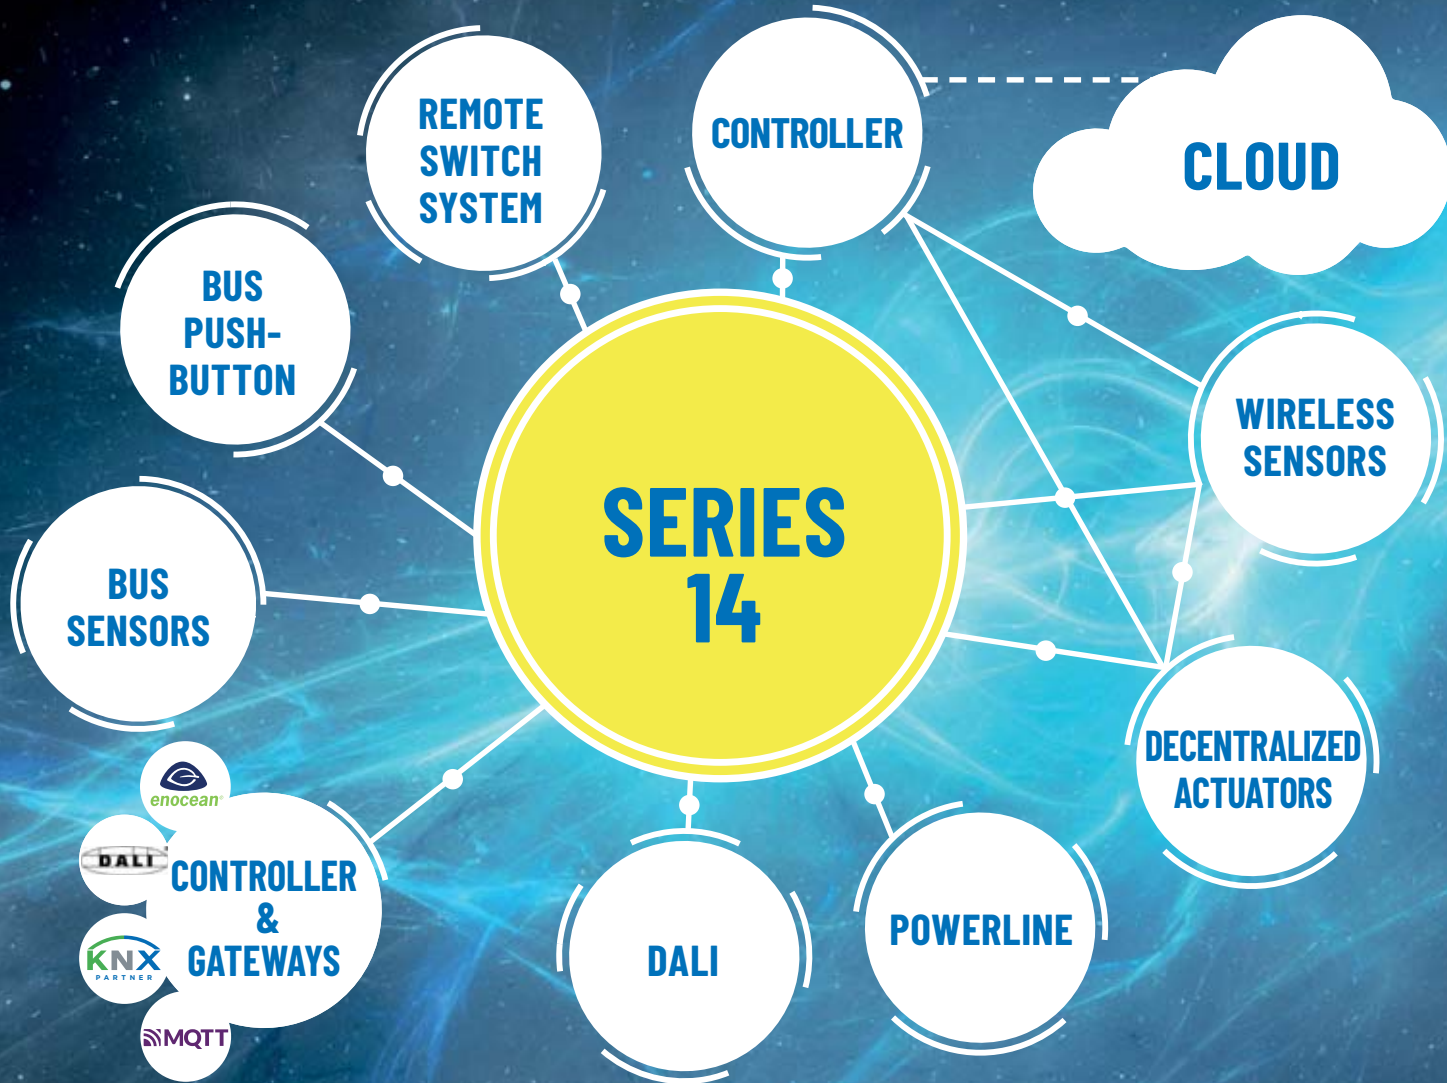 REMOTE
SWITCH
SYSTEM
CONTROLLER
CLOUD
BUS
PUSH-
BUTTON
WIRELESS
SENSORS
SERIES
14
BUS
SENSORS
DECENTRALIZED
ACTUATORS
enocean®
DALI
CONTROLLER
&
GATEWAYS
KNX
PARTNER
MQTT
DALI
POWERLINE